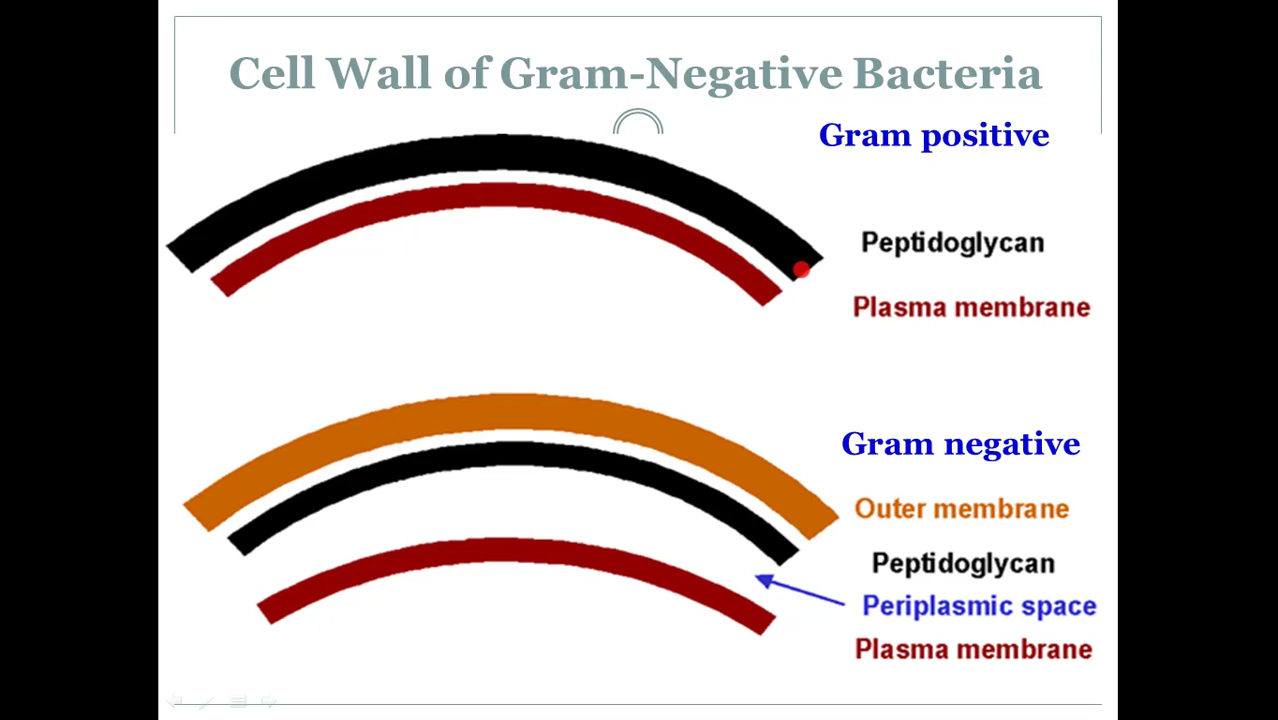 Cell Wall of Gram-Negative Bacteria
Gram positive
Peptidoglycan
Plasma membrane
Gram negative
Outer membrane
Peptidoglycan
Periplasmic space
Plasma membrane